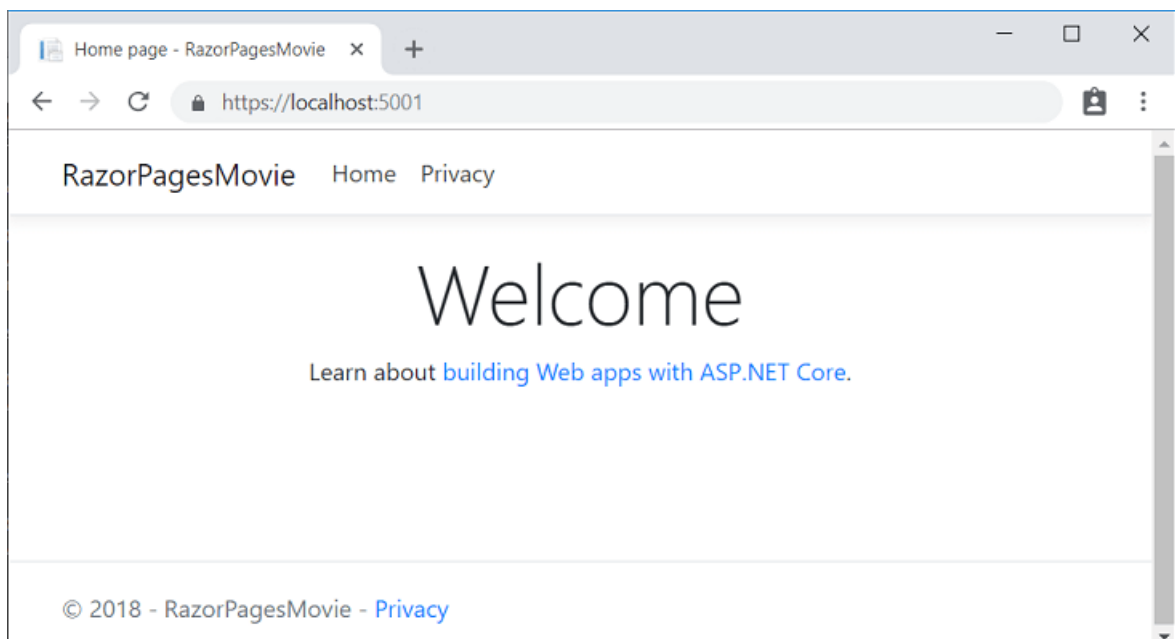 Home page - RazorPagesMovie
https://localhost:5001
RazorPagesMovie Home Privacy
Welcome
Learn about building Web apps with ASP.NET Core.
© 2018 - RazorPagesMovie - Privacy